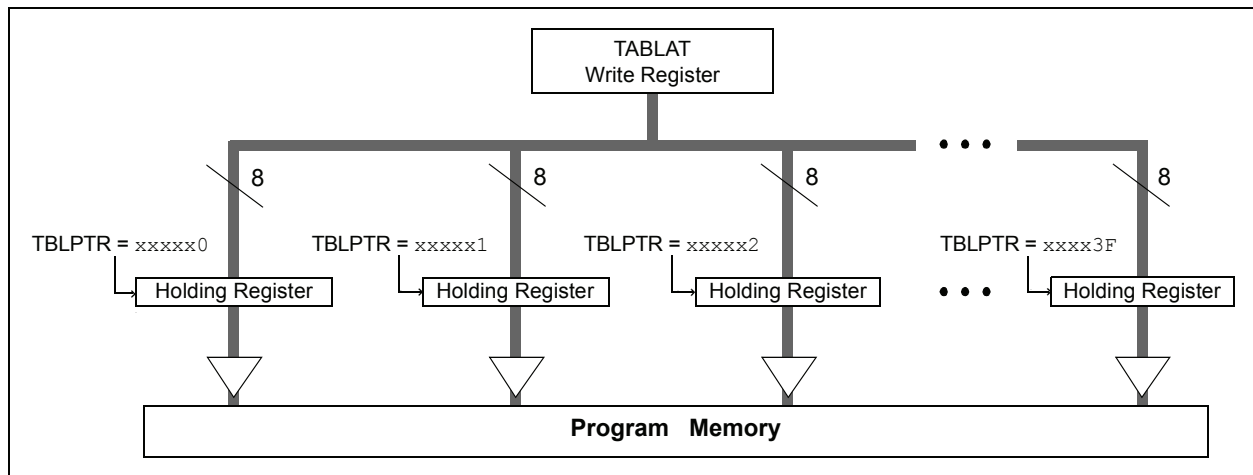 TABLAT
Write Register
8
8
8
8
TBLPTR = xxxxx0
TBLPTR = xxxxx1
TBLPTR = xxxxx2
TBLPTR = xxxx3F
Holding Register
Holding Register
Holding Register
Holding Register
Program Memory